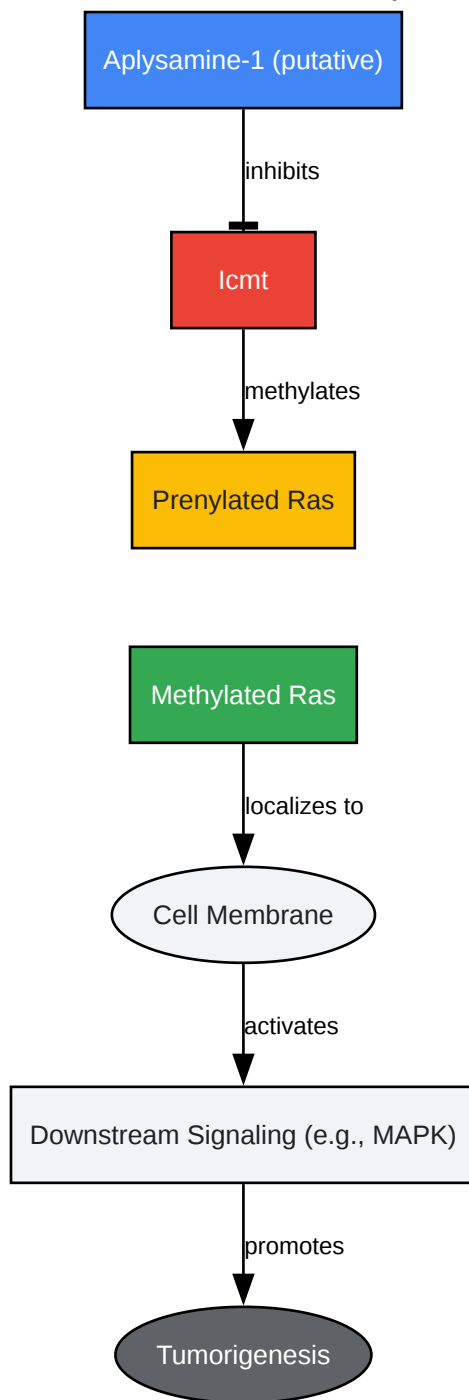 Aplysamine-1 (putative)
inhibits
Icmt
methylates
Prenylated Ras
Methylated Ras
localizes to
Cell Membrane
activates
Downstream Signaling (e.g., MAPK)
promotes
Tumorigenesis